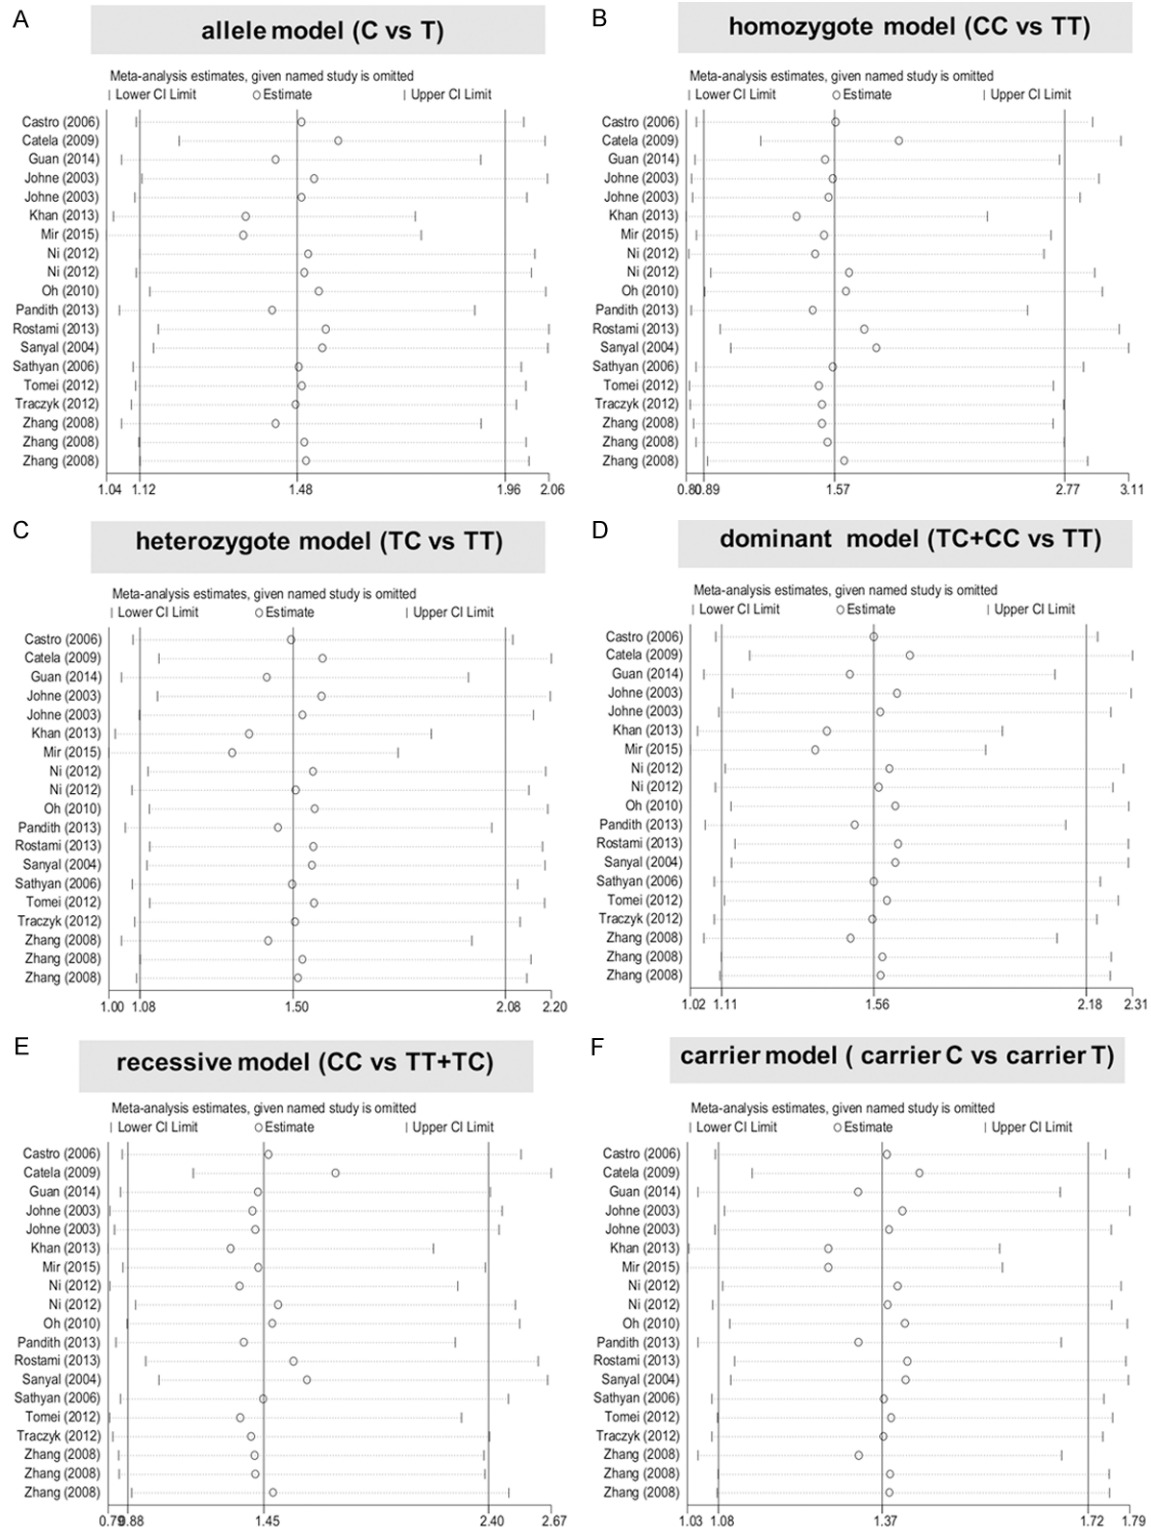 A
allele model (C vs T)
Meta-analysis estimates, given named study is omitted
| Lower CI Limit ○ Estimate | Upper CI Limit
Castro (2006)
Catela (2009)
Guan (2014)
Johne (2003)
Johne (2003)
Khan (2013)
Mir (2015)
Ni (2012)
Ni (2012)
Oh (2010)
Pandith (2013)
Rostami (2013)
Sanyal (2004)
Sathyan (2006)
Tomei (2012)
Traczyk (2012)
Zhang (2008)
Zhang (2008)
Zhang (2008)
1.04 1.12 1.48 1.96 2.06
B
homozygote model (CC vs TT)
Meta-analysis estimates, given named study is omitted
| Lower CI Limit ○ Estimate | Upper CI Limit
Castro (2006)
Catela (2009)
Guan (2014)
Johne (2003)
Johne (2003)
Khan (2013)
Mir (2015)
Ni (2012)
Ni (2012)
Oh (2010)
Pandith (2013)
Rostami (2013)
Sanyal (2004)
Sathyan (2006)
Tomei (2012)
Traczyk (2012)
Zhang (2008)
Zhang (2008)
Zhang (2008)
0.80 0.89 1.57 2.77 3.11
C
heterozygote model (TC vs TT)
Meta-analysis estimates, given named study is omitted
| Lower CI Limit ○ Estimate | Upper CI Limit
Castro (2006)
Catela (2009)
Guan (2014)
Johne (2003)
Johne (2003)
Khan (2013)
Mir (2015)
Ni (2012)
Ni (2012)
Oh (2010)
Pandith (2013)
Rostami (2013)
Sanyal (2004)
Sathyan (2006)
Tomei (2012)
Traczyk (2012)
Zhang (2008)
Zhang (2008)
Zhang (2008)
1.00 1.08 1.50 2.08 2.20
D
dominant model (TC+CC vs TT)
Meta-analysis estimates, given named study is omitted
| Lower CI Limit ○ Estimate | Upper CI Limit
Castro (2006)
Catela (2009)
Guan (2014)
Johne (2003)
Johne (2003)
Khan (2013)
Mir (2015)
Ni (2012)
Ni (2012)
Oh (2010)
Pandith (2013)
Rostami (2013)
Sanyal (2004)
Sathyan (2006)
Tomei (2012)
Traczyk (2012)
Zhang (2008)
Zhang (2008)
Zhang (2008)
1.02 1.11 1.56 2.18 2.31
E
recessive model (CC vs TT+TC)
Meta-analysis estimates, given named study is omitted
| Lower CI Limit ○ Estimate | Upper CI Limit
Castro (2006)
Catela (2009)
Guan (2014)
Johne (2003)
Johne (2003)
Khan (2013)
Mir (2015)
Ni (2012)
Ni (2012)
Oh (2010)
Pandith (2013)
Rostami (2013)
Sanyal (2004)
Sathyan (2006)
Tomei (2012)
Traczyk (2012)
Zhang (2008)
Zhang (2008)
Zhang (2008)
0.79 0.88 1.45 2.40 2.67
F
carrier model ( carrier C vs carrier T)
Meta-analysis estimates, given named study is omitted
| Lower CI Limit ○ Estimate | Upper CI Limit
Castro (2006)
Catela (2009)
Guan (2014)
Johne (2003)
Johne (2003)
Khan (2013)
Mir (2015)
Ni (2012)
Ni (2012)
Oh (2010)
Pandith (2013)
Rostami (2013)
Sanyal (2004)
Sathyan (2006)
Tomei (2012)
Traczyk (2012)
Zhang (2008)
Zhang (2008)
Zhang (2008)
1.03 1.08 1.37 1.72 1.79